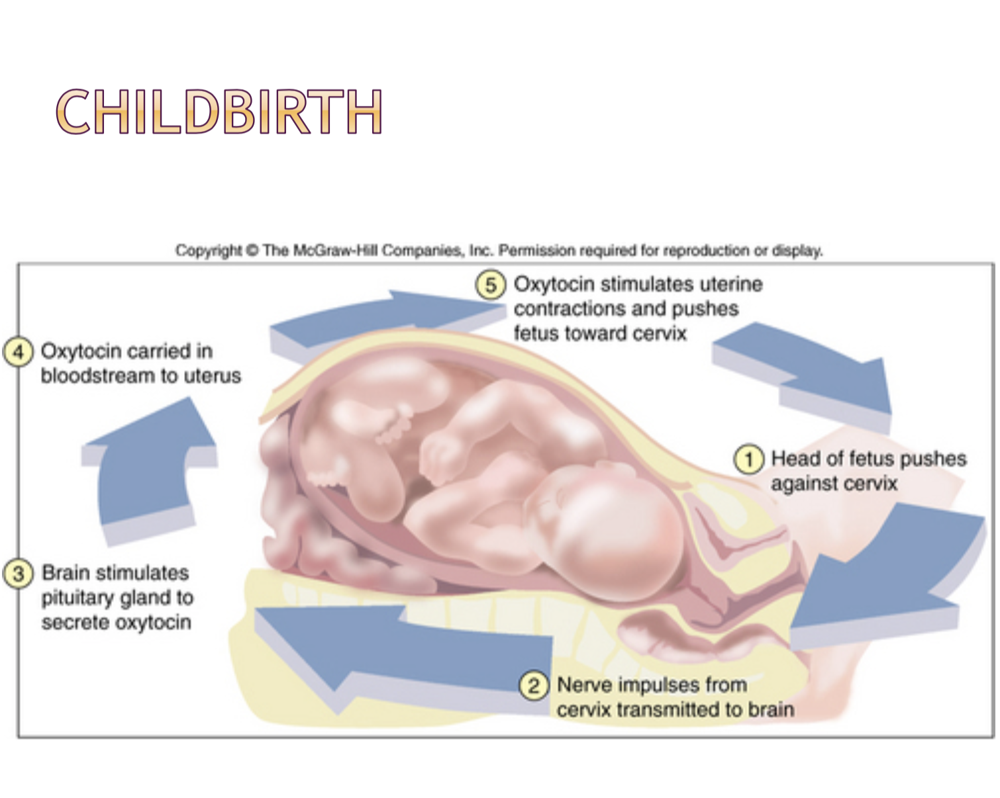 CHILDBIRTH
Copyright © The McGraw-Hill Companies, Inc. Permission required for reproduction or display.
5 Oxytocin stimulates uterine
contractions and pushes
fetus toward cervix
4 Oxytocin carried in
bloodstream to uterus
1 Head of fetus pushes
against cervix
3 Brain stimulates
pituitary gland to
secrete oxytocin
2 Nerve impulses from
cervix transmitted to brain